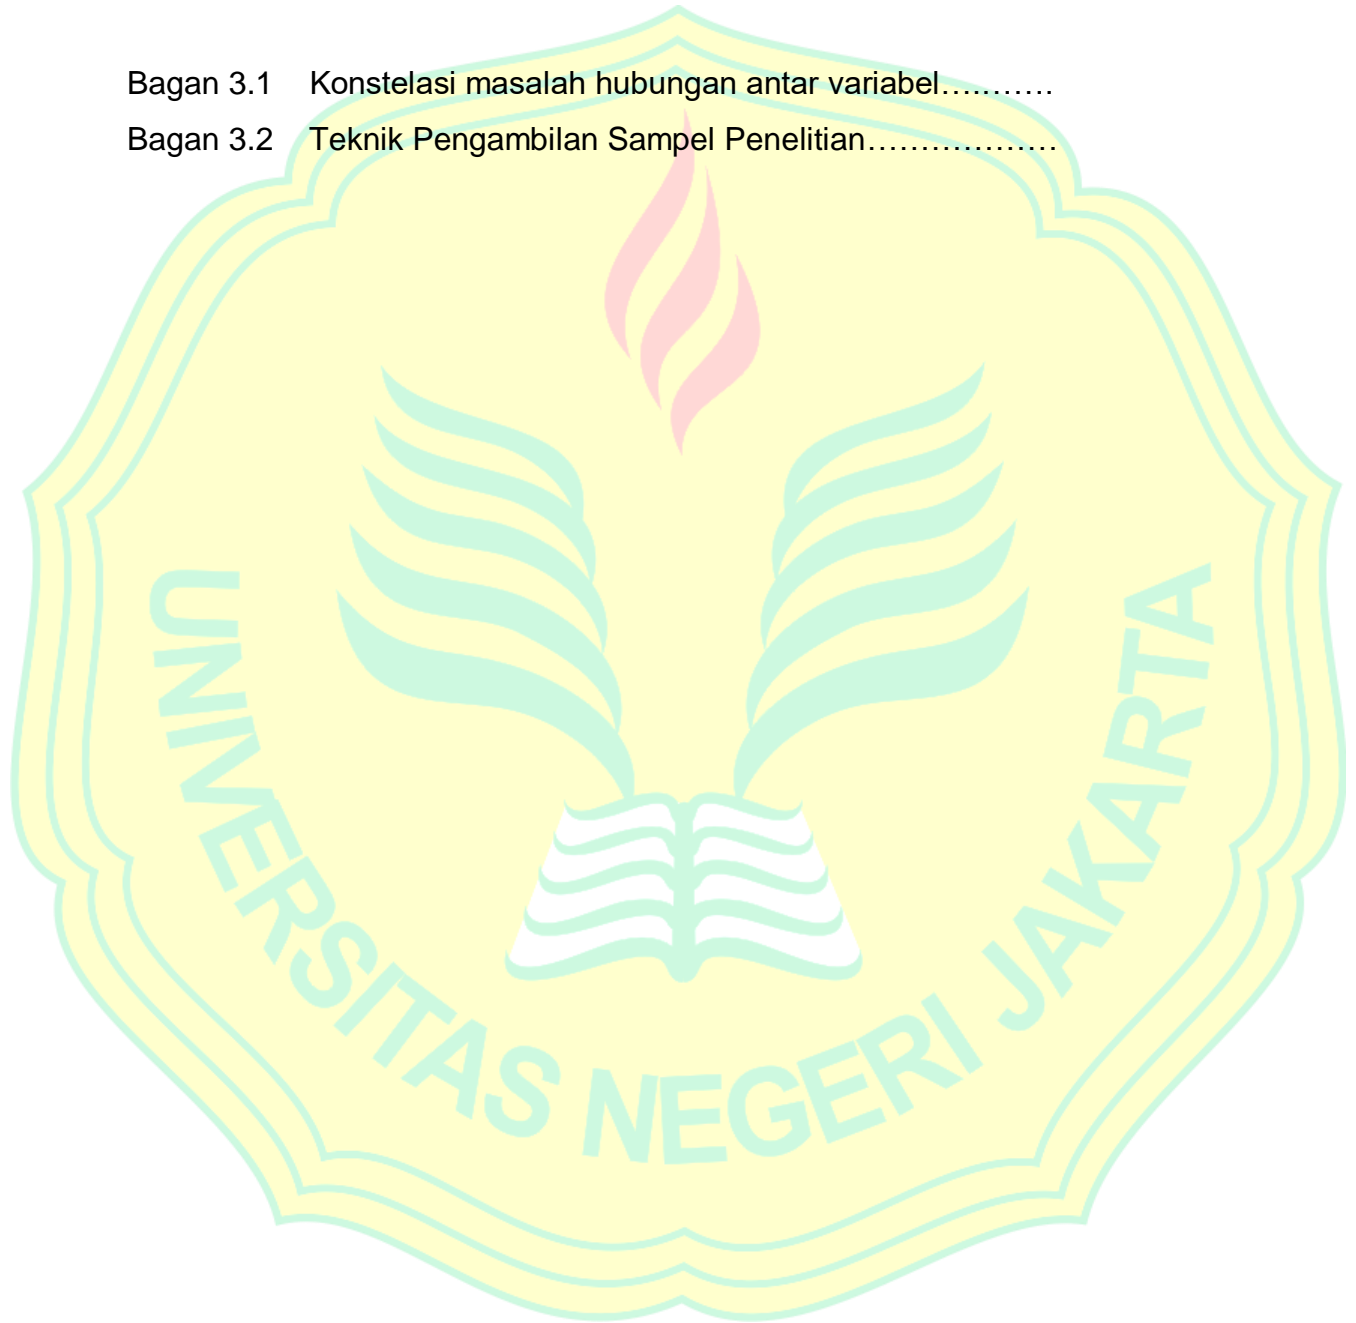 Bagan 3.1 Konstelasi masalah hubungan antar variabel...........
Bagan 3.2 Teknik Pengambilan Sampel Penelitian..................
UNIVERSITAS NEGERI JAKARTA